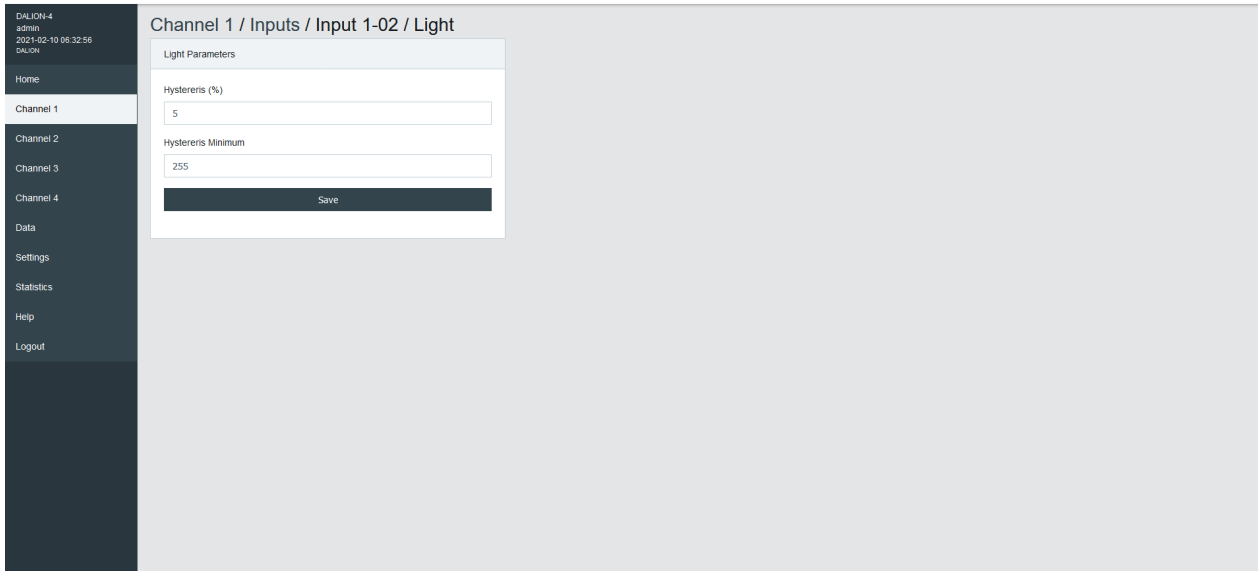 DALION-4
admin
2021-02-10 06:32:56
DALION
Home
Channel 1
Channel 2
Channel 3
Channel 4
Data
Settings
Statistics
Help
Logout
Channel 1 / Inputs / Input 1-02 / Light
Light Parameters
Hystereris (%)
5
Hystereris Minimum
255
Save